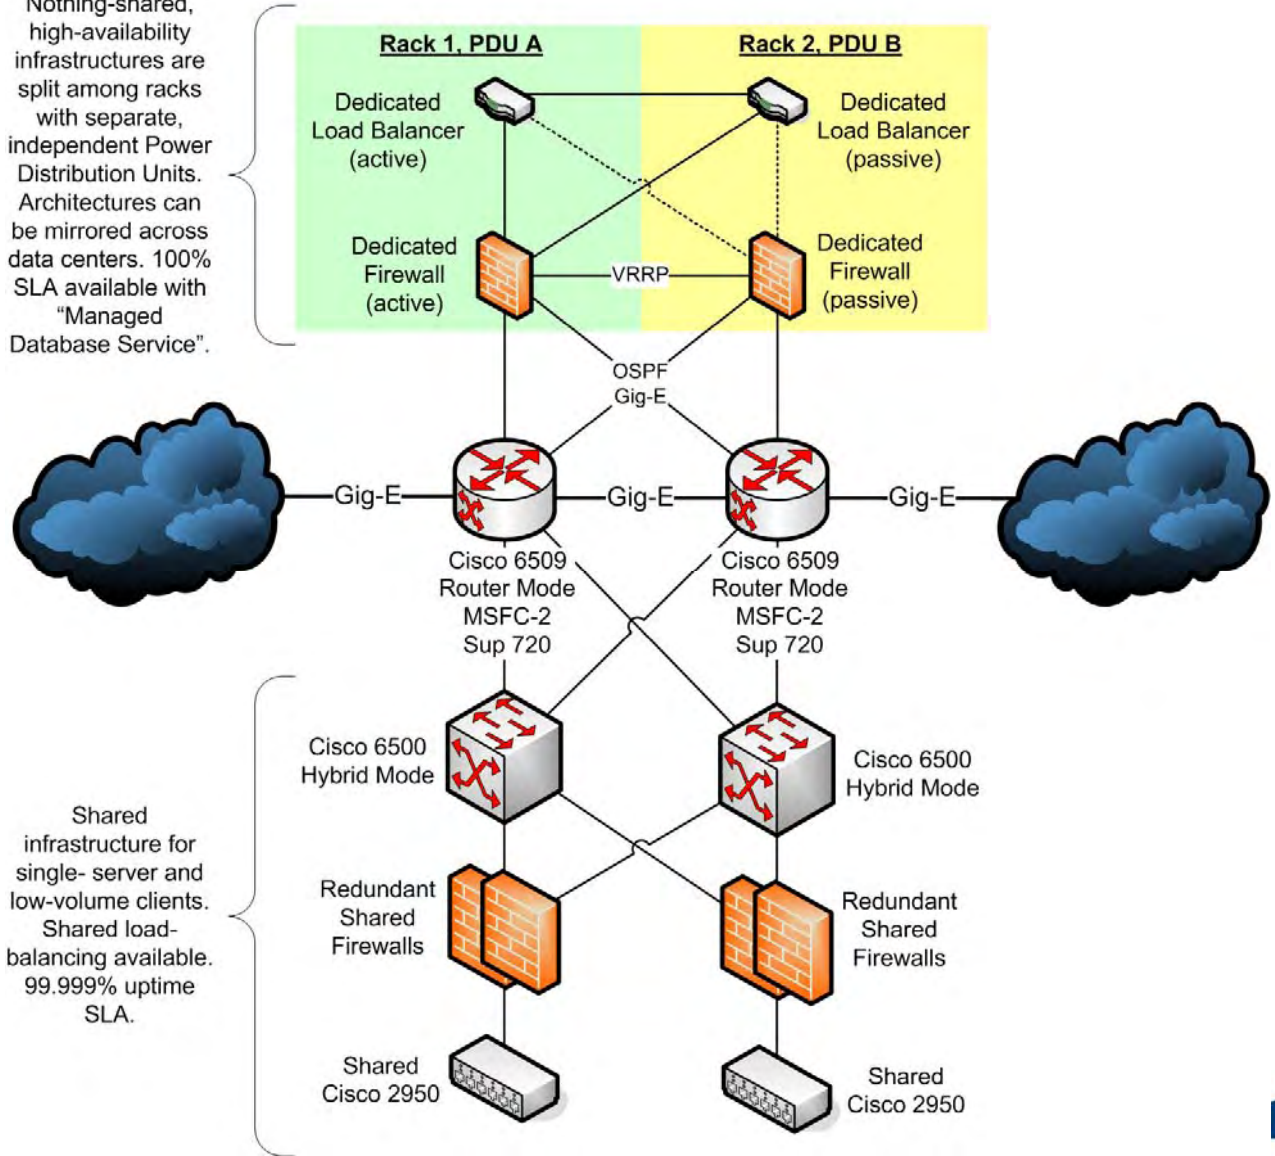 Nothing-shared,
high-availability
infrastructures are
split among racks
with separate,
independent Power
Distribution Units.
Architectures can
be mirrored across
data centers. 100%
SLA available with
“Managed
Database Service”.
Rack 1, PDU A
Rack 2, PDU B
Dedicated
Load Balancer
(active)
Dedicated
Load Balancer
(passive)
Dedicated
Firewall
(active)
VRRP
Dedicated
Firewall
(passive)
OSPF
Gig-E
Gig-E
Gig-E
Gig-E
Cisco 6509
Router Mode
MSFC-2
Sup 720
Cisco 6509
Router Mode
MSFC-2
Sup 720
Cisco 6500
Hybrid Mode
Cisco 6500
Hybrid Mode
Shared
infrastructure for
single- server and
low-volume clients.
Shared load-
balancing available.
99.999% uptime
SLA.
Redundant
Shared
Firewalls
Redundant
Shared
Firewalls
Shared
Cisco 2950
Shared
Cisco 2950